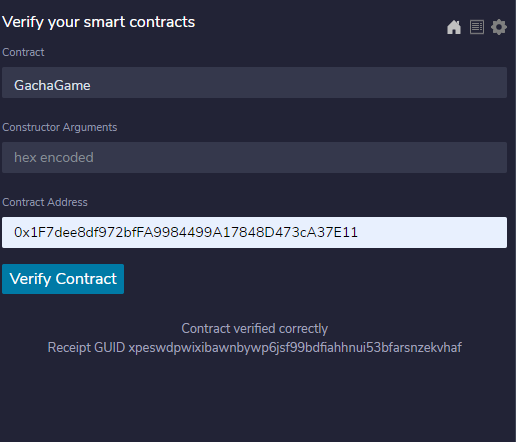 Verify your smart contracts
Contract
GachaGame
Constructor Arguments
hex encoded
Contract Address
0x1F7dee8df972bfFA9984499A17848D473cA37E11
Verify Contract
Contract verified correctly
Receipt GUID xpeswdpwixibawnbywp6jsf99bdfiahhnui53bfarsnzekvhaf